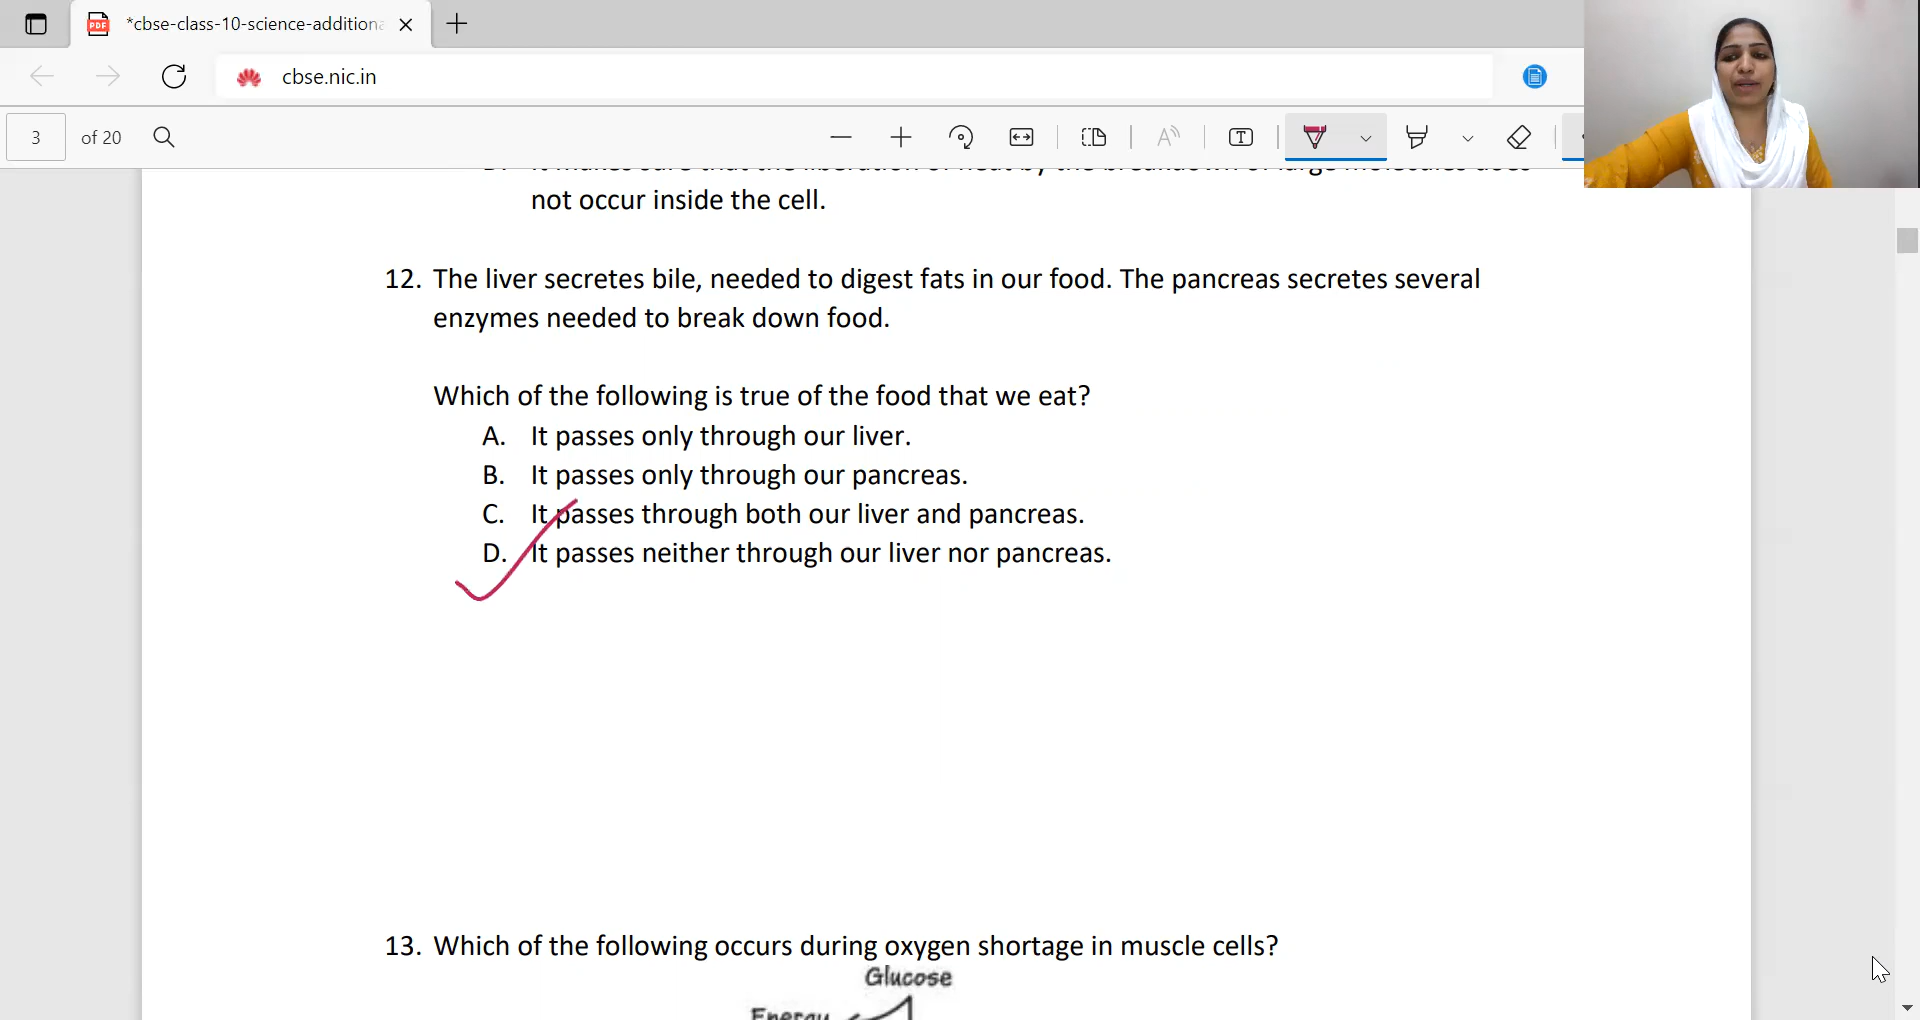 *cbse-class-10-science-additiona
cbse.nic.in
3 of 20
not occur inside the cell.
12. The liver secretes bile, needed to digest fats in our food. The pancreas secretes several
enzymes needed to break down food.
Which of the following is true of the food that we eat?
A. It passes only through our liver.
B. It passes only through our pancreas.
C. It passes through both our liver and pancreas.
D. It passes neither through our liver nor pancreas.
13. Which of the following occurs during oxygen shortage in muscle cells?
Glucose
Energy